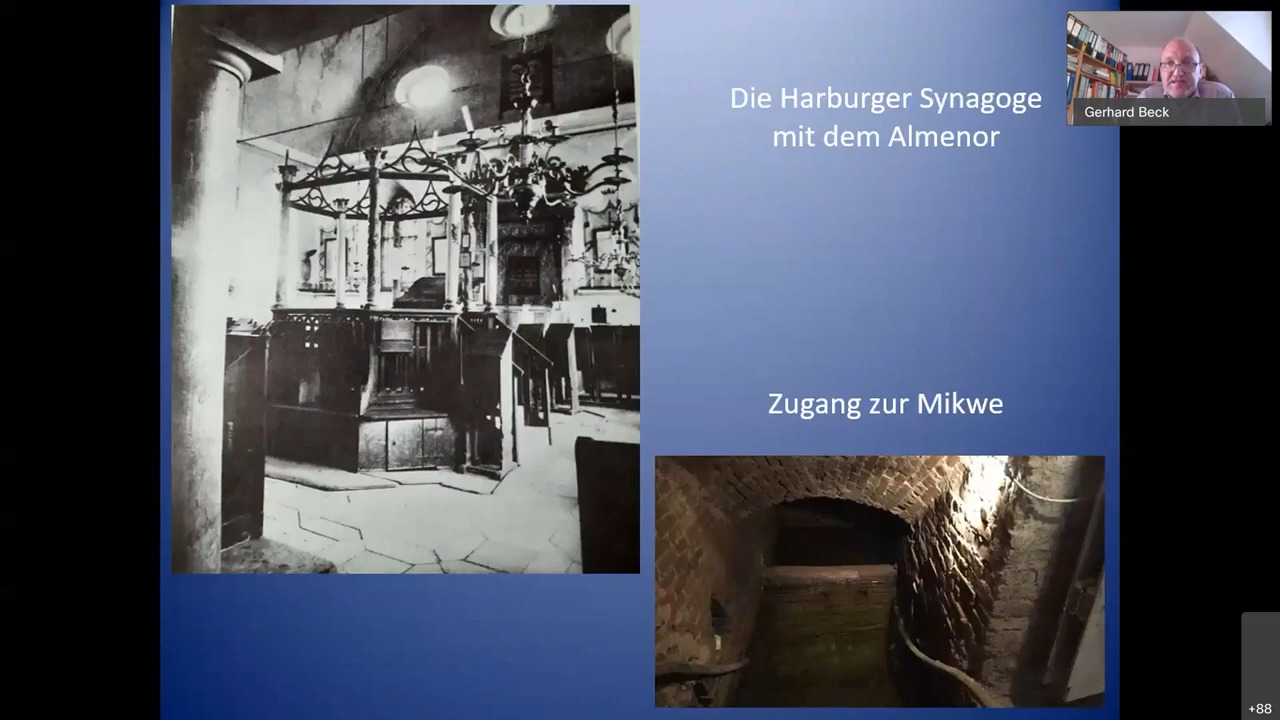 Die Harburger Synagoge
mit dem Almenor
Gerhard Beck
Zugang zur Mikwe
+88